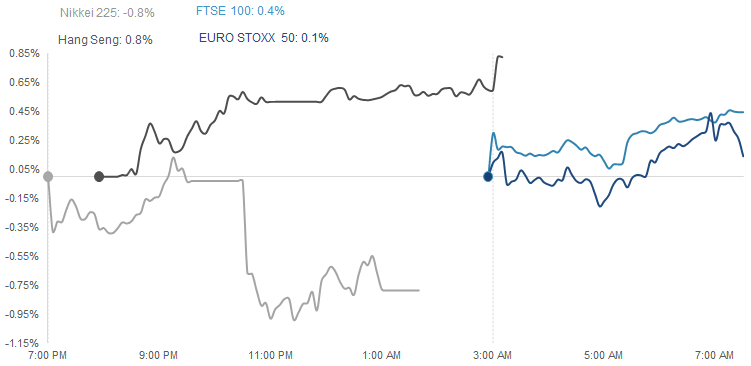 Nikkei 225: -0.8%
FTSE 100: 0.4%
Hang Seng: 0.8%
EURO STOXX 50: 0.1%
0.85%
0.65%
0.45%
0.25%
0.05%
-0.15%
-0.35%
-0.55%
-0.75%
-0.95%
-1.15%
7:00 PM
9:00 PM
11:00 PM
1:00 AM
3:00 AM
5:00 AM
7:00 AM